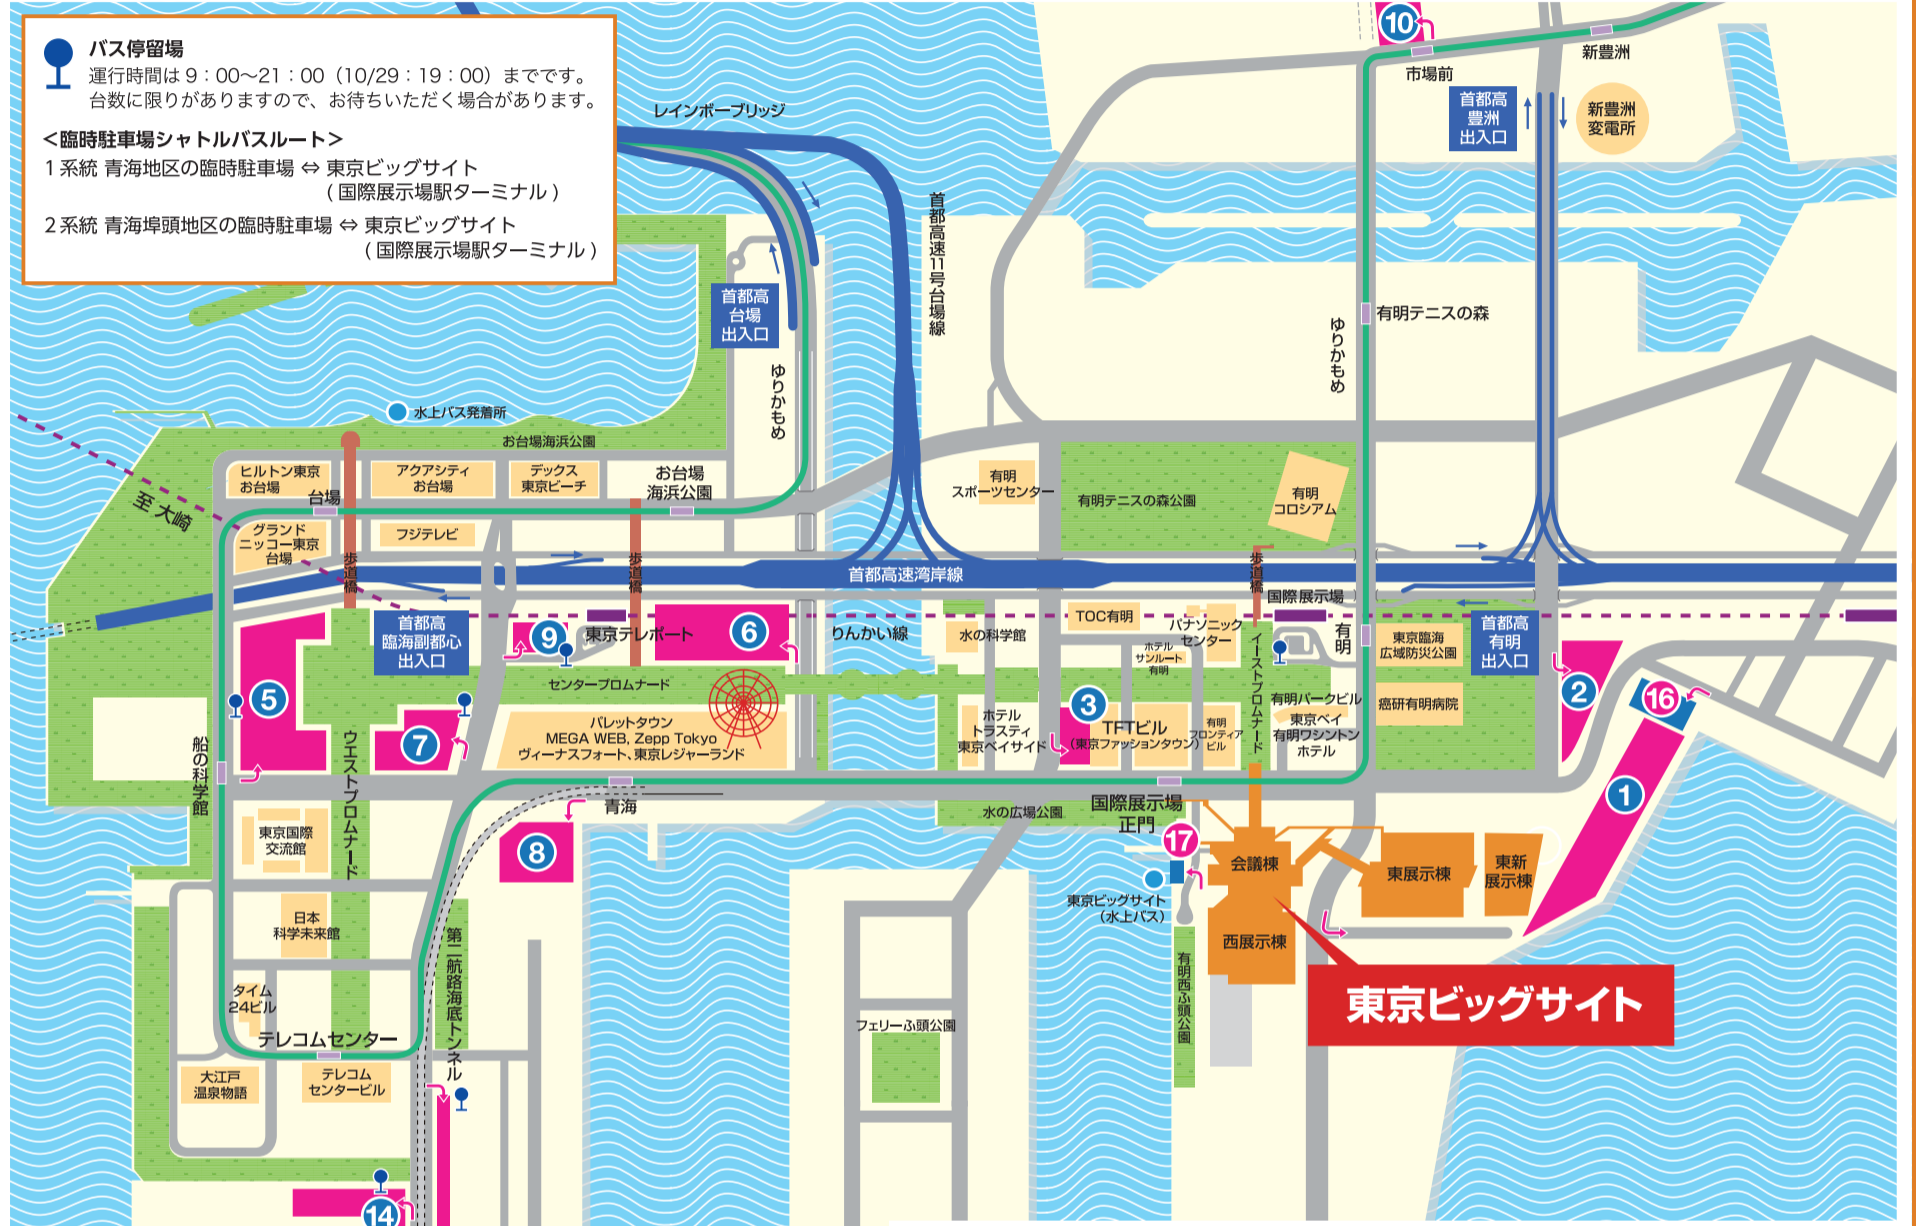 バス停留場
運行時間は9：00〜21：00（10/29：19：00）までです。
台数に限りがありますので、お待ちいただく場合があります。
＜臨時駐車場シャトルバスルート＞
1系統 青海地区の臨時駐車場 ⇔ 東京ビッグサイト
( 国際展示場駅ターミナル )
2系統 青海埠頭地区の臨時駐車場 ⇔ 東京ビッグサイト
( 国際展示場駅ターミナル )
レインボーブリッジ
首都高速11号台場線
首都高
台場
出入口
ゆりかもめ
10
市場前
新豊洲
首都高
豊洲
出入口
新豊洲
変電所
有明テニスの森
ゆりかもめ
水上バス発着所
お台場海浜公園
至 大崎
ヒルトン東京
お台場
台場
アクアシティ
お台場
デックス
東京ビーチ
お台場
海浜公園
グランド
ニッコー東京
台場
フジテレビ
歩道橋
歩道橋
首都高速湾岸線
有明
スポーツセンター
有明テニスの森公園
有明
コロシアム
歩道橋
国際展示場
首都高
臨海副都心
出入口
9
東京テレポート
6
りんかい線
水の科学館
TOC有明
パナソニック
センター
ホテル
サンルート
有明
イーストプロムナード
有明
東京臨海
広域防災公園
首都高
有明
出入口
5
7
センタープロムナード
パレットタウン
MEGA WEB, Zepp Tokyo
ヴィーナスフォート、東京レジャーランド
ホテル
トラスティ
東京ベイサイド
3
TFTビル
（東京ファッションタウン）
有明
フロンティア
ビル
有明パークビル
東京ベイ
有明ワシントン
ホテル
癌研有明病院
2
16
1
船の科学館
ウエストプロムナード
青海
8
水の広場公園
国際展示場
正門
17
東京ビッグサイト
（水上バス）
会議棟
西展示棟
東展示棟
東新
展示棟
東京ビッグサイト
有明西ふ頭公園
東京国際
交流館
日本
科学未来館
タイム
24ビル
テレコムセンター
大江戸
温泉物語
テレコム
センタービル
第二航路海底トンネル
フェリーふ頭公園
14